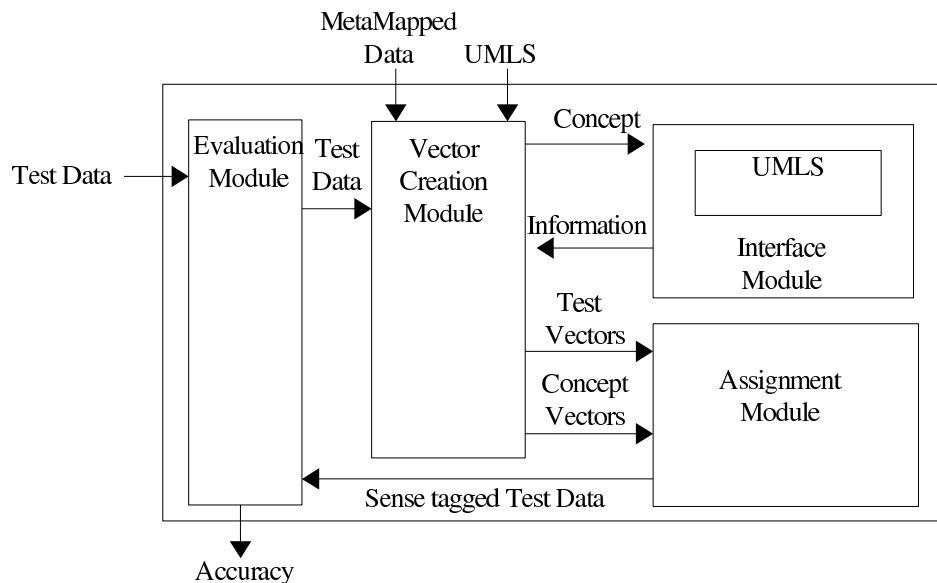 MetaMapped
Data
UMLS
Test Data
Evaluation
Module
Test
Data
Vector
Creation
Module
Concept
UMLS
Information
Interface
Module
Test
Vectors
Concept
Vectors
Assignment
Module
Sense tagged Test Data
Accuracy